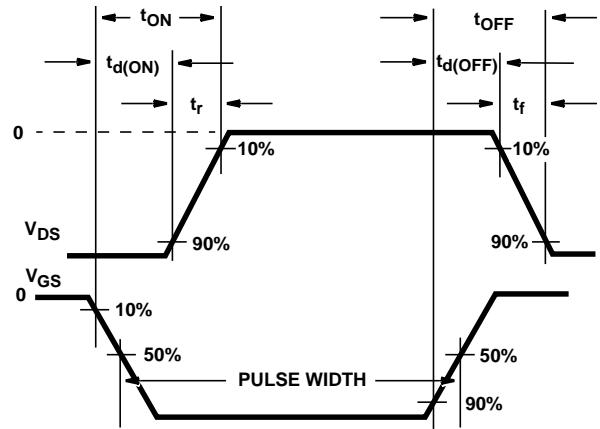 tON tOFF
td(ON) td(OFF)
tr tf
0
10% 10%
VDS
90% 90%
VGS
0
10%
50% 50%
PULSE WIDTH
90%